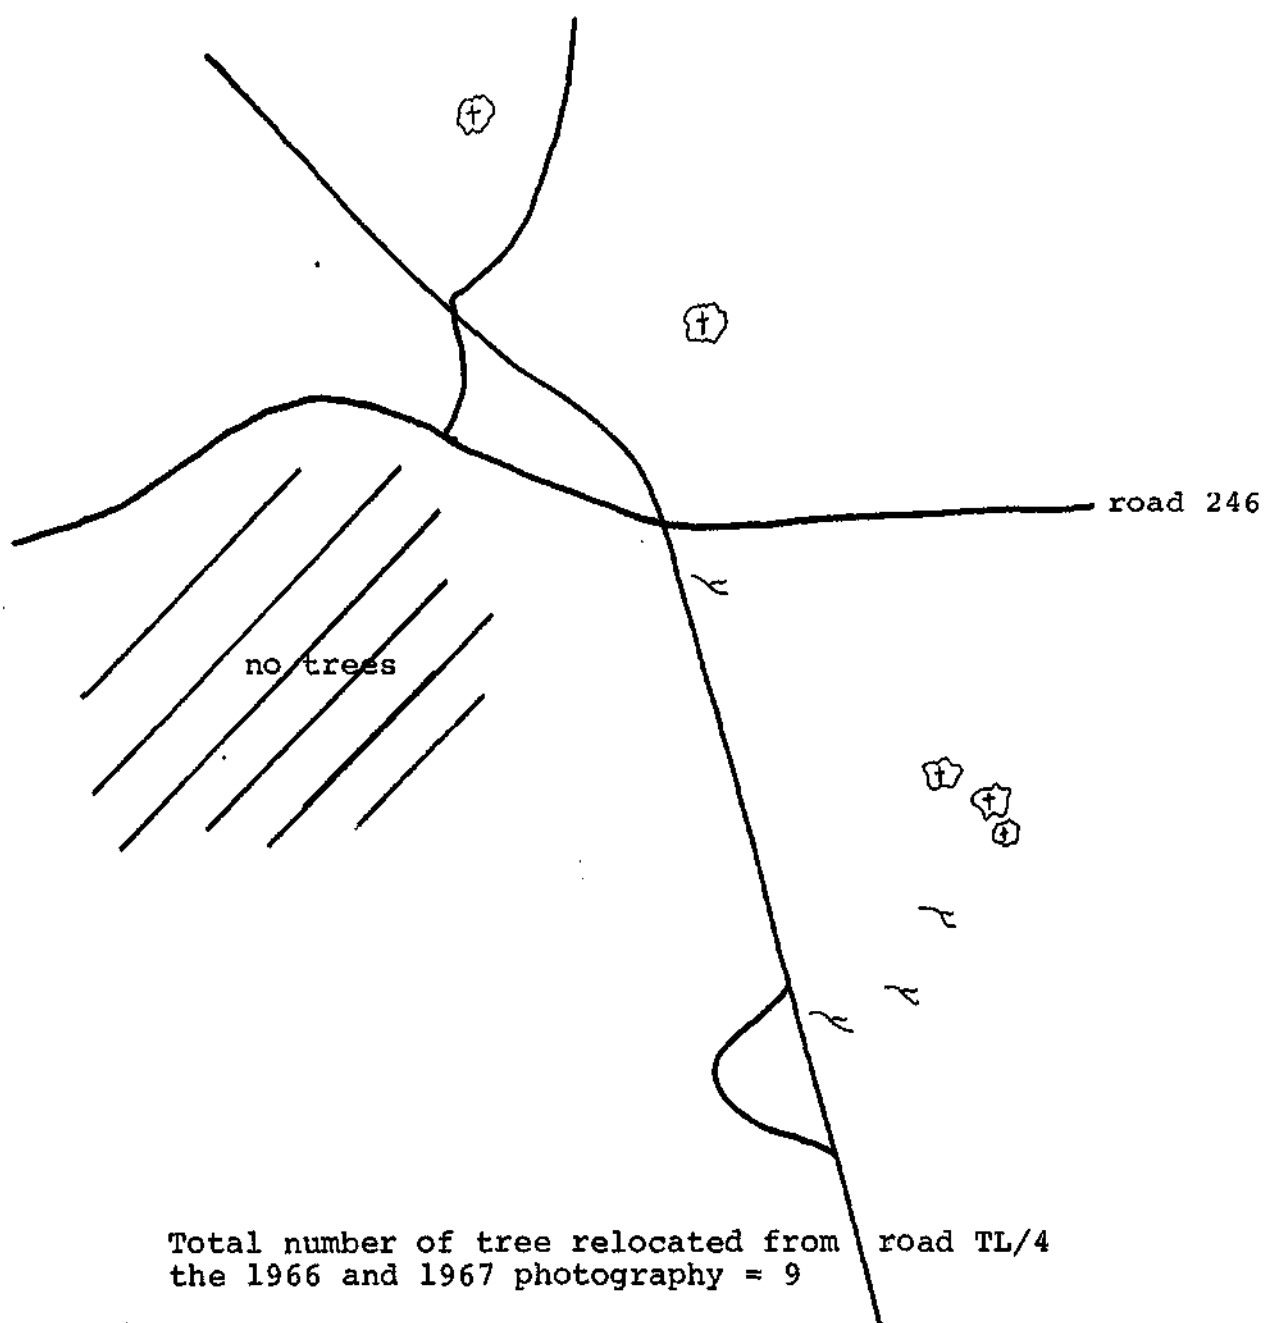 road 246
no trees
Total number of tree relocated from road TL/4
the 1966 and 1967 photography = 9